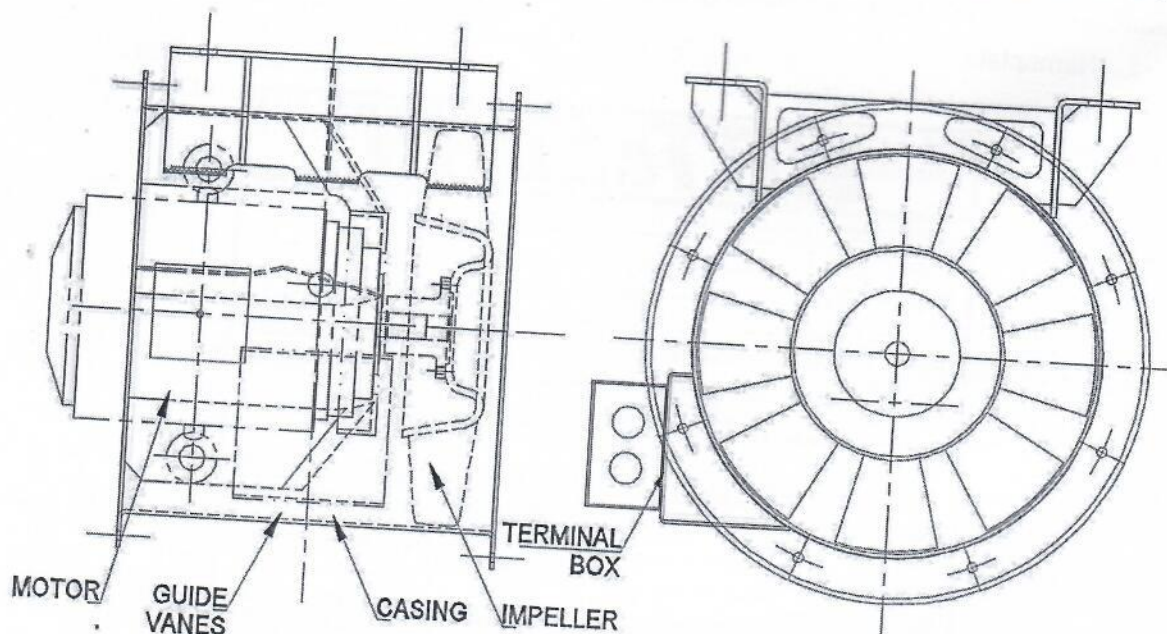 MOTOR
GUIDE
VANES
CASING
IMPELLER
TERMINAL
BOX